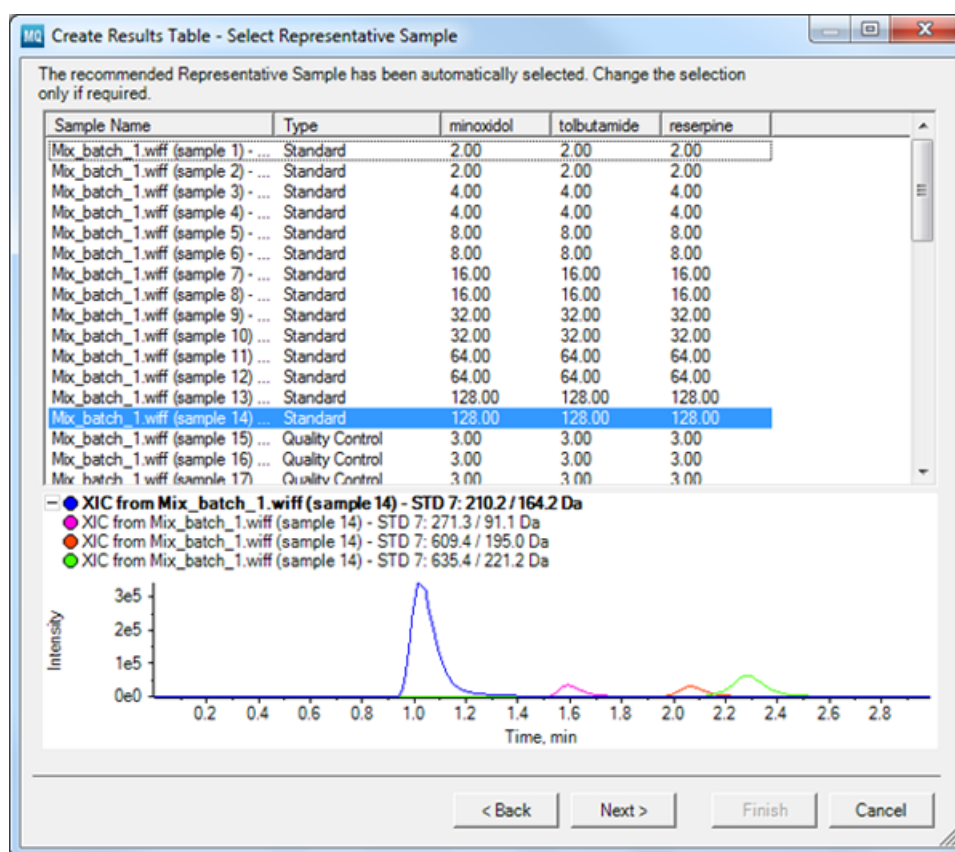 MQ Create Results Table - Select Representative Sample
The recommended Representative Sample has been automatically selected. Change the selection
only if required.
Sample Name Type minoxidol tolbutamide reserpine
Mix_batch_1.wiff (sample 1) - ... Standard 2.00 2.00 2.00
Mix_batch_1.wiff (sample 2) - ... Standard 2.00 2.00 2.00
Mix_batch_1.wiff (sample 3) - ... Standard 4.00 4.00 4.00
Mix_batch_1.wiff (sample 4) - ... Standard 4.00 4.00 4.00
Mix_batch_1.wiff (sample 5) - ... Standard 8.00 8.00 8.00
Mix_batch_1.wiff (sample 6) - ... Standard 8.00 8.00 8.00
Mix_batch_1.wiff (sample 7) - ... Standard 16.00 16.00 16.00
Mix_batch_1.wiff (sample 8) - ... Standard 16.00 16.00 16.00
Mix_batch_1.wiff (sample 9) - ... Standard 32.00 32.00 32.00
Mix_batch_1.wiff (sample 10) ... Standard 32.00 32.00 32.00
Mix_batch_1.wiff (sample 11) ... Standard 64.00 64.00 64.00
Mix_batch_1.wiff (sample 12) ... Standard 64.00 64.00 64.00
Mix_batch_1.wiff (sample 13) ... Standard 128.00 128.00 128.00
Mix_batch_1.wiff (sample 14) ... Standard 128.00 128.00 128.00
Mix_batch_1.wiff (sample 15) ... Quality Control 3.00 3.00 3.00
Mix_batch_1.wiff (sample 16) ... Quality Control 3.00 3.00 3.00
Mix_batch_1.wiff (sample 17) ... Quality Control 3.00 3.00 3.00
XIC from Mix_batch_1.wiff (sample 14) - STD 7: 210.2 / 164.2 Da
XIC from Mix_batch_1.wiff (sample 14) - STD 7: 271.3 / 91.1 Da
XIC from Mix_batch_1.wiff (sample 14) - STD 7: 609.4 / 195.0 Da
XIC from Mix_batch_1.wiff (sample 14) - STD 7: 635.4 / 221.2 Da
Intensity
3e5
2e5
1e5
0e0
0.2 0.4 0.6 0.8 1.0 1.2 1.4 1.6 1.8 2.0 2.2 2.4 2.6 2.8
Time, min
< Back Next > Finish Cancel